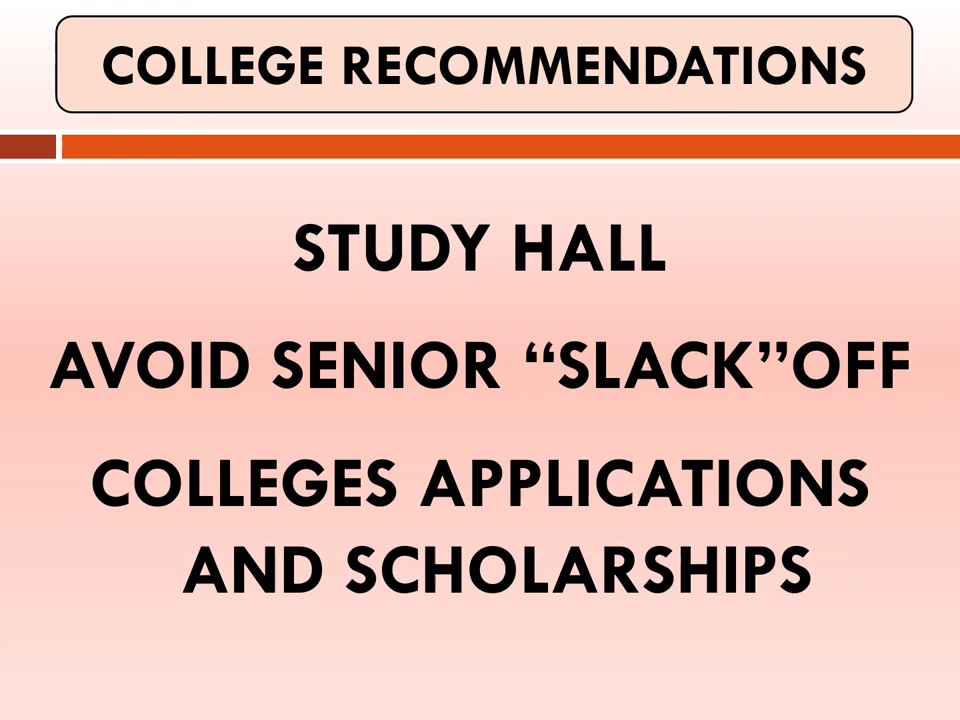 COLLEGE RECOMMENDATIONS
STUDY HALL
AVOID SENIOR “SLACK”OFF
COLLEGES APPLICATIONS
AND SCHOLARSHIPS